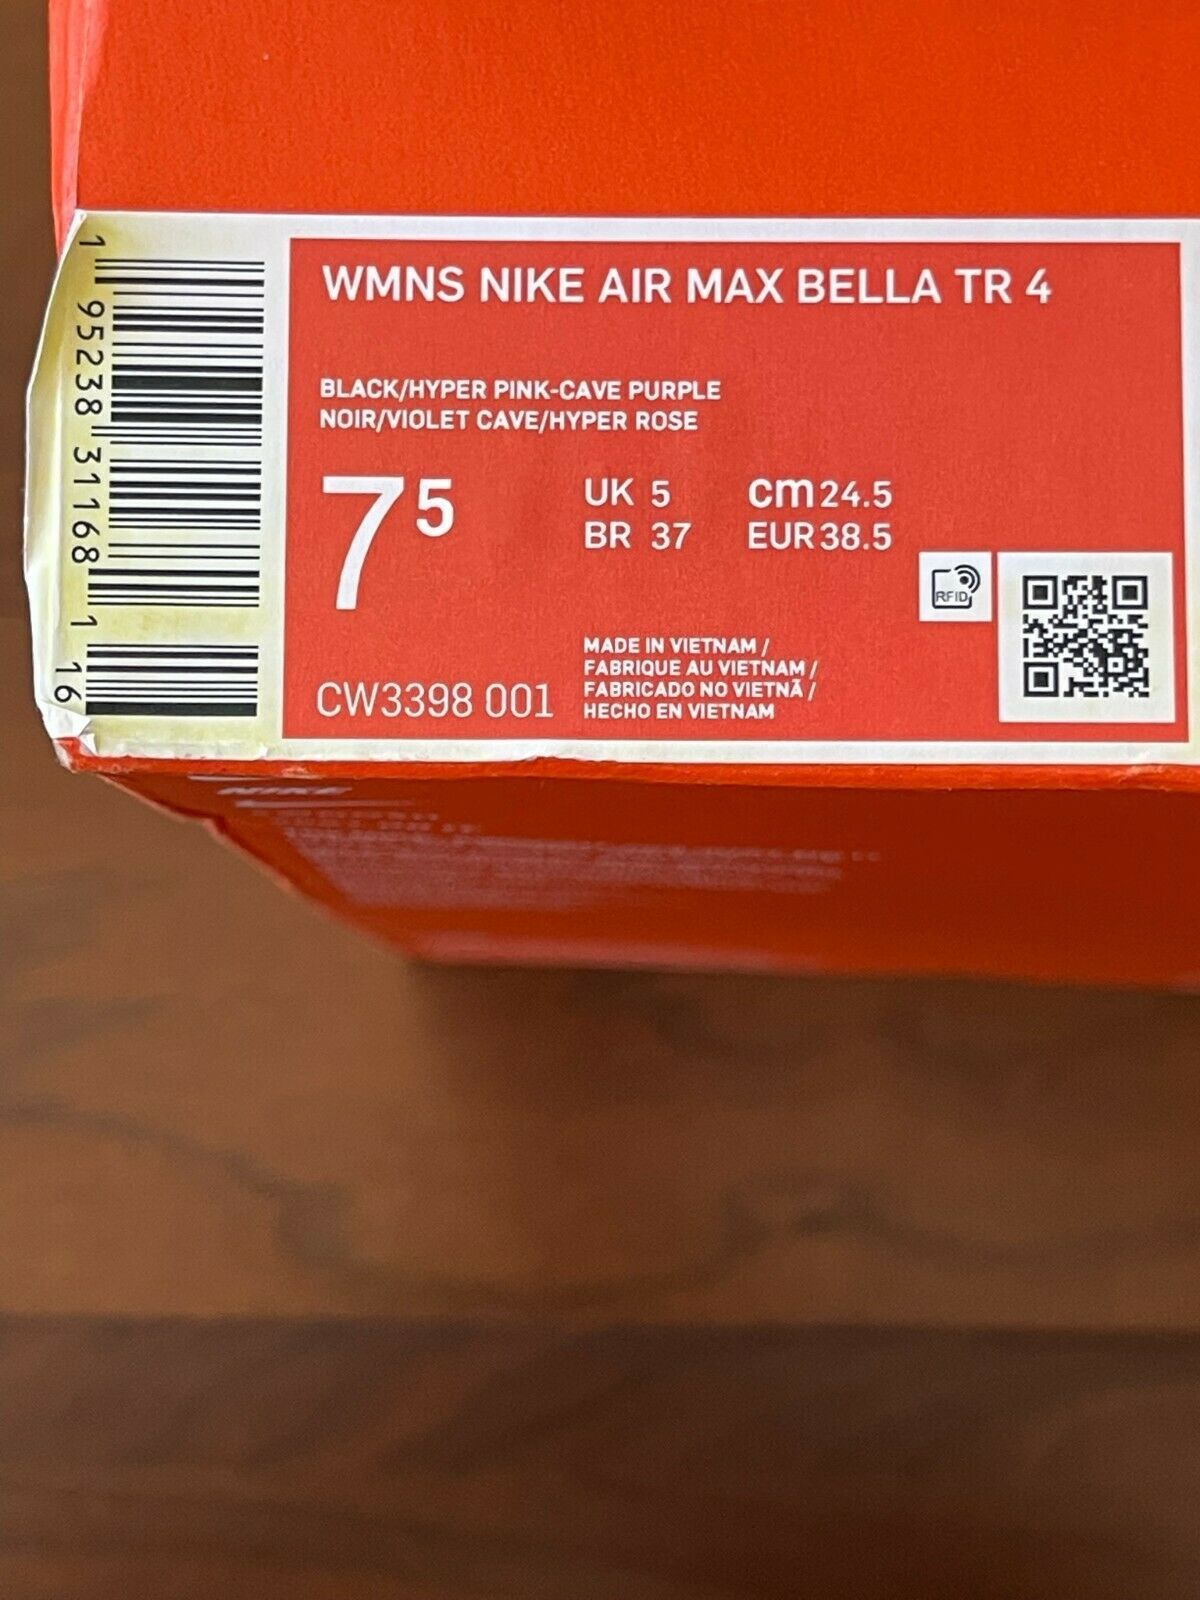 WMNS NIKE AIR MAX BELLA TR 4
BLACK/HYPER PINK-CAVE PURPLE
NOIR/VIOLET CAVE/HYPER ROSE
7 5
UK 5
cm 24.5
BR 37
EUR 38.5
RFID
CW3398 001
MADE IN VIETNAM /
FABRIQUE AU VIETNAM /
FABRICADO NO VIETNÃ /
HECHO EN VIETNAM
1 95238 31168 1 16
NIKE